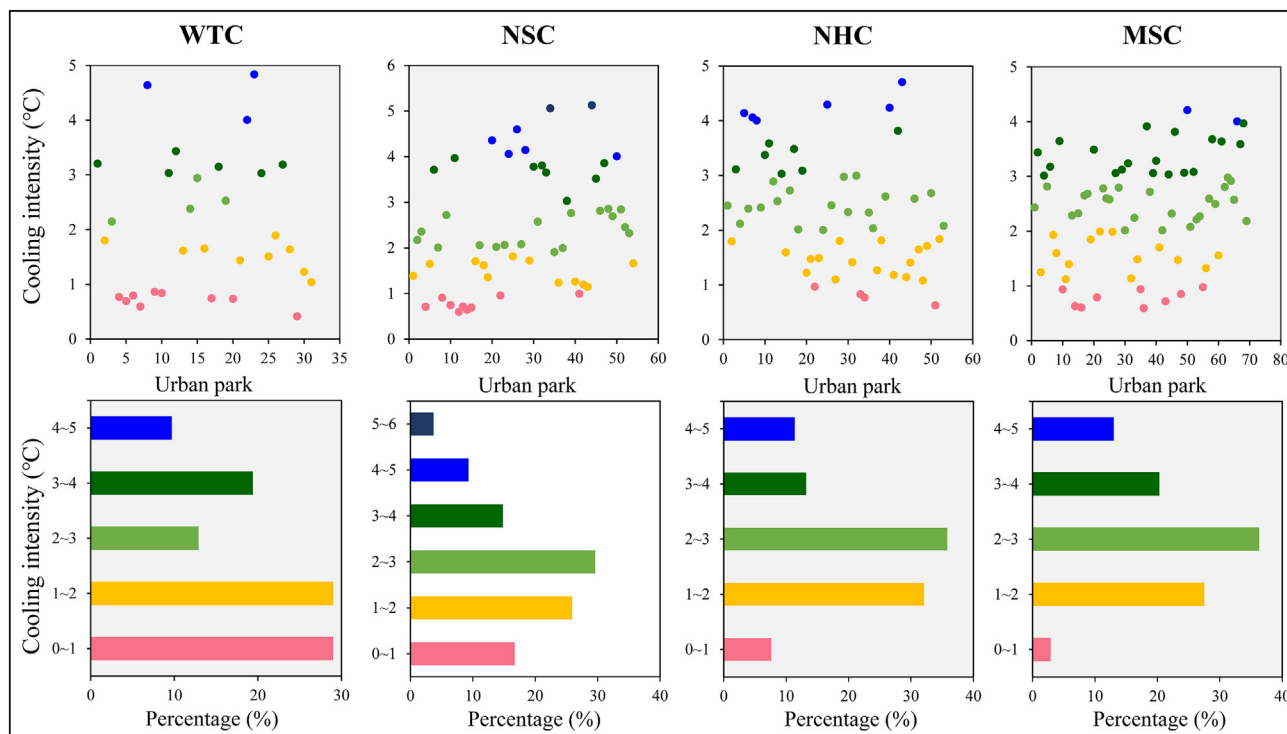 WTC NSC NHC MSC
Cooling intensity (℃)
5
4
3
2
1
0
0 5 10 15 20 25 30 35
Urban park
6
5
4
3
2
1
0
0 10 20 30 40 50 60
Urban park
5
4
3
2
1
0
0 10 20 30 40 50 60
Urban park
5
4
3
2
1
0
0 10 20 30 40 50 60 70 80
Urban park
Cooling intensity (℃)
4~5
3~4
2~3
1~2
0~1
0 10 20 30
Percentage (%)
5~6
4~5
3~4
2~3
1~2
0~1
0 10 20 30 40
Percentage (%)
4~5
3~4
2~3
1~2
0~1
0 10 20 30 40
Percentage (%)
4~5
3~4
2~3
1~2
0~1
0 10 20 30 40
Percentage (%)